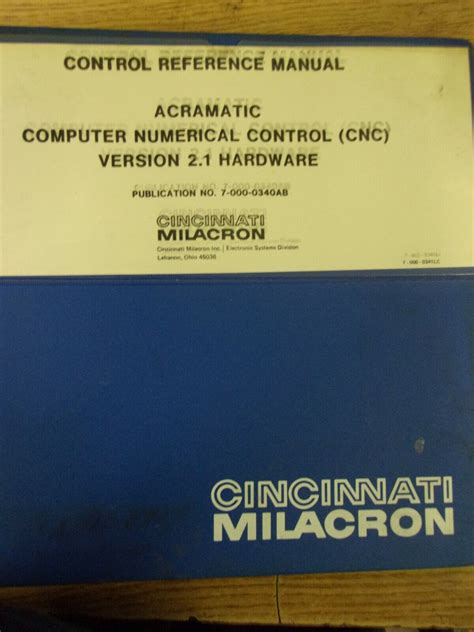 CONTROL REFERENCE MANUAL
ACRAMATIC
COMPUTER NUMERICAL CONTROL (CNC)
VERSION 2.1 HARDWARE
PUBLICATION NO. 7-000-0340AB
CINCINNATI
MILACRON
Cincinnati Milacron Inc. | Electronic Systems Division
Lebanon, Ohio 45036
CINCINNATI
MILACRON